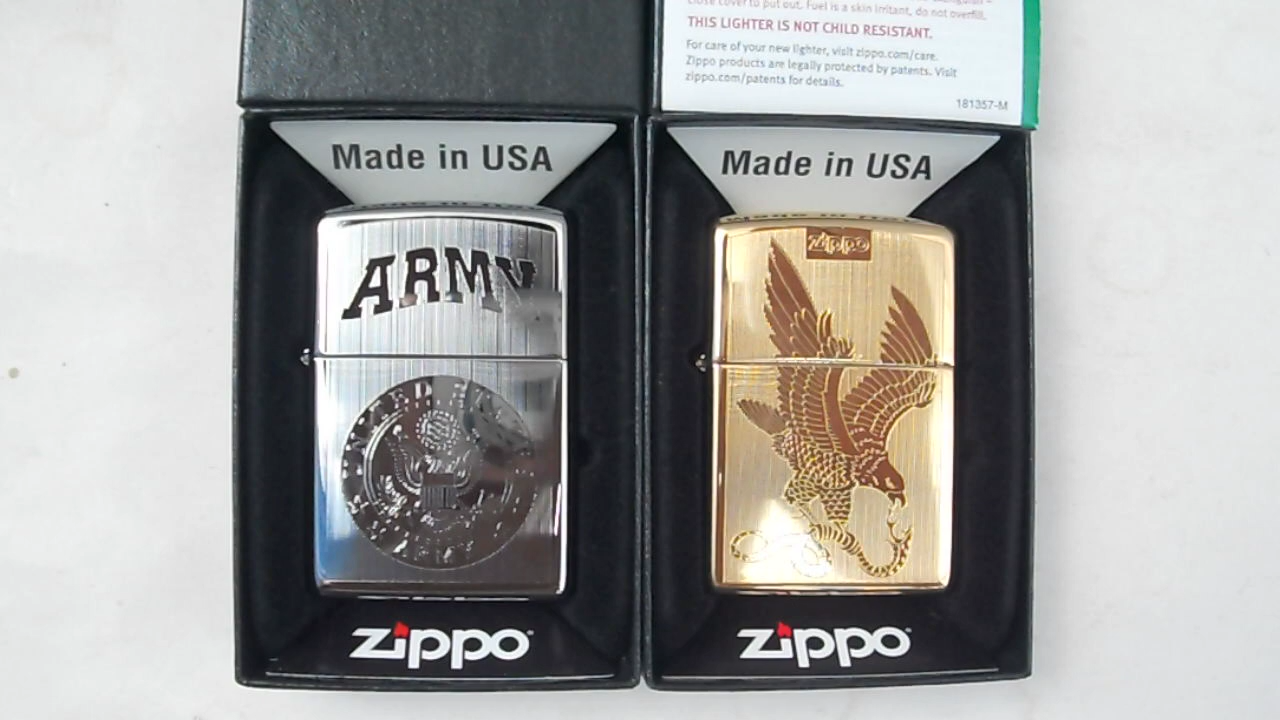 close cover to put out. Fuel is a skin irritant, do not overfill.
THIS LIGHTER IS NOT CHILD RESISTANT.
For care of your new lighter, visit zippo.com/care.
Zippo products are legally protected by patents. Visit
zippo.com/patents for details.
181357-M
Made in USA
ARMY
zippo
Made in USA
zippo
zippo